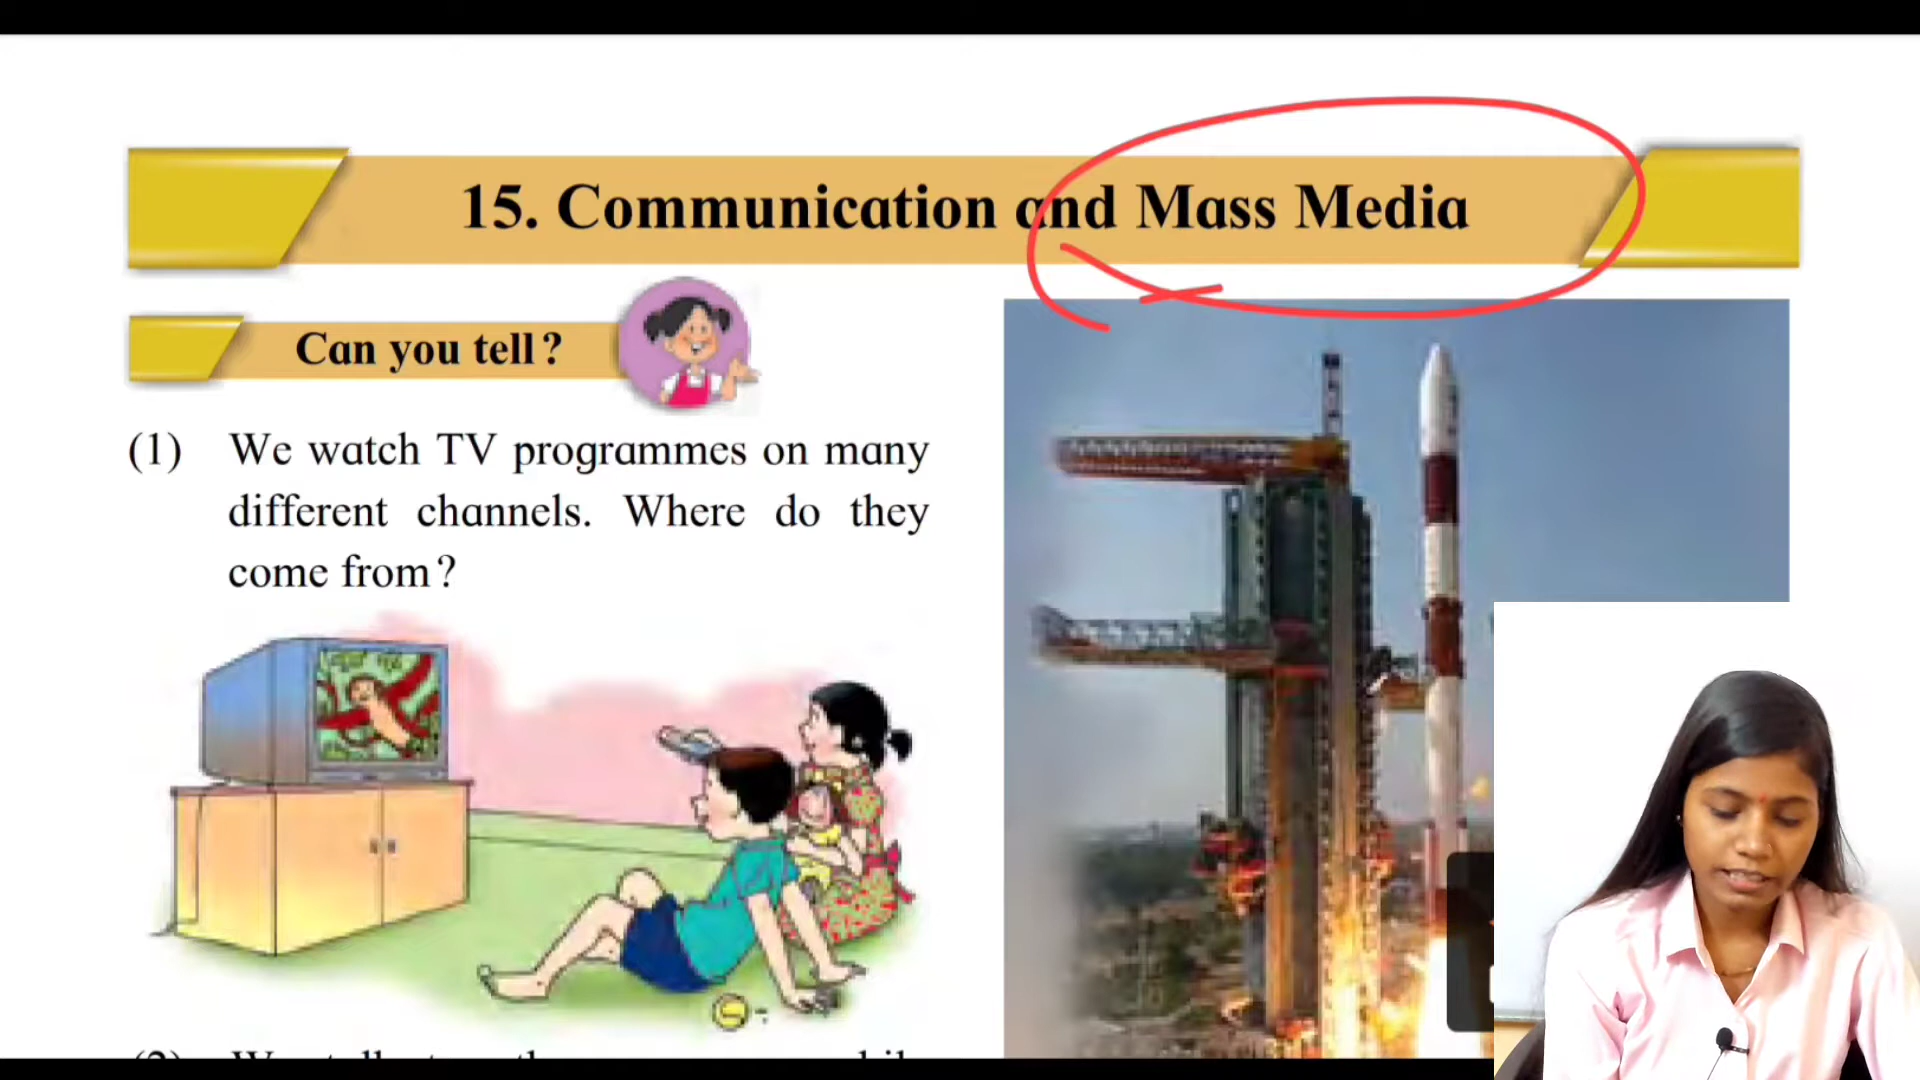 15. Communication and Mass Media
Can you tell?
(1) We watch TV programmes on many
different channels. Where do they
come from?